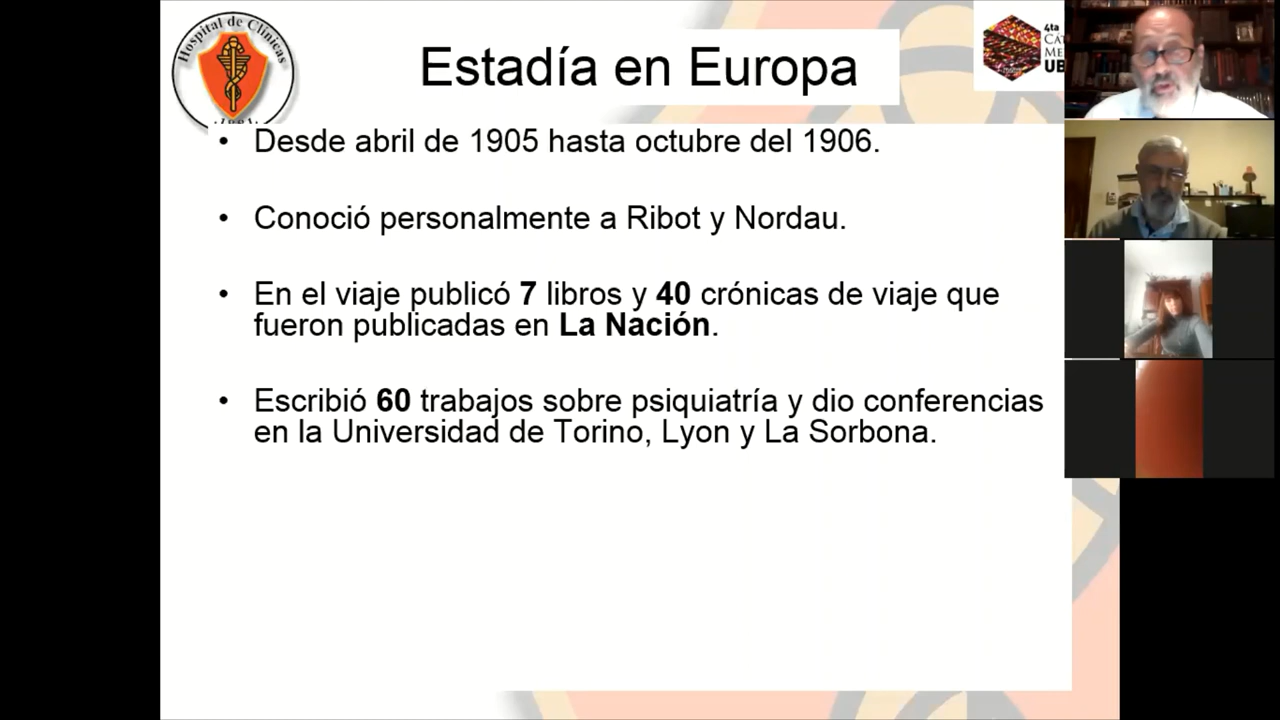 Hospital de Clínicas
Estadía en Europa
4ta
UB
• Desde abril de 1905 hasta octubre del 1906.
• Conoció personalmente a Ribot y Nordau.
• En el viaje publicó 7 libros y 40 crónicas de viaje que
fueron publicadas en La Nación.
• Escribió 60 trabajos sobre psiquiatría y dio conferencias
en la Universidad de Torino, Lyon y La Sorbona.